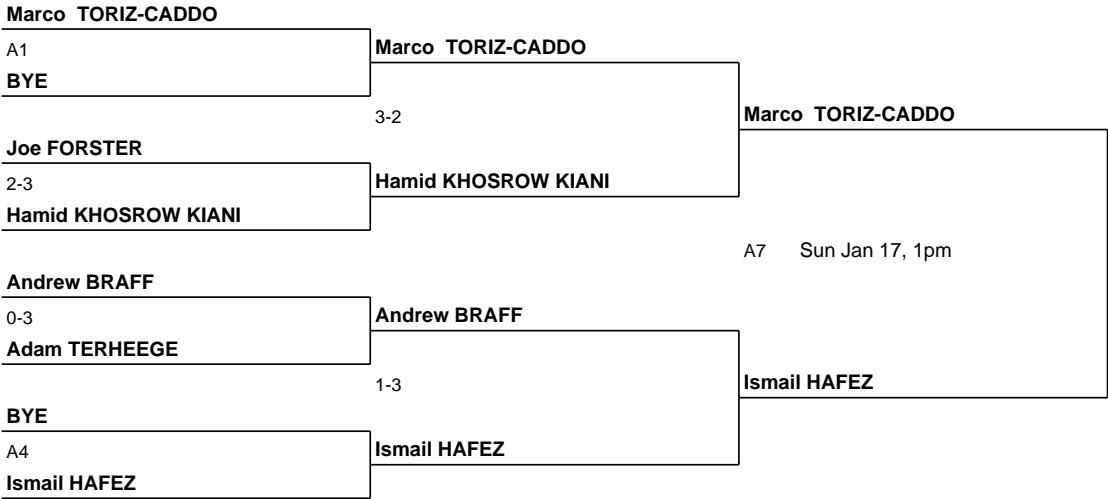 Marco  TORIZ-CADDO
A1
BYE
Marco  TORIZ-CADDO
3-2
Marco  TORIZ-CADDO
Joe FORSTER
2-3
Hamid KHOSROW KIANI
Hamid KHOSROW KIANI
A7 Sun Jan 17, 1pm
Andrew BRAFF
0-3
Adam TERHEEGE
Andrew BRAFF
1-3
Ismail HAFEZ
BYE
A4
Ismail HAFEZ
Ismail HAFEZ